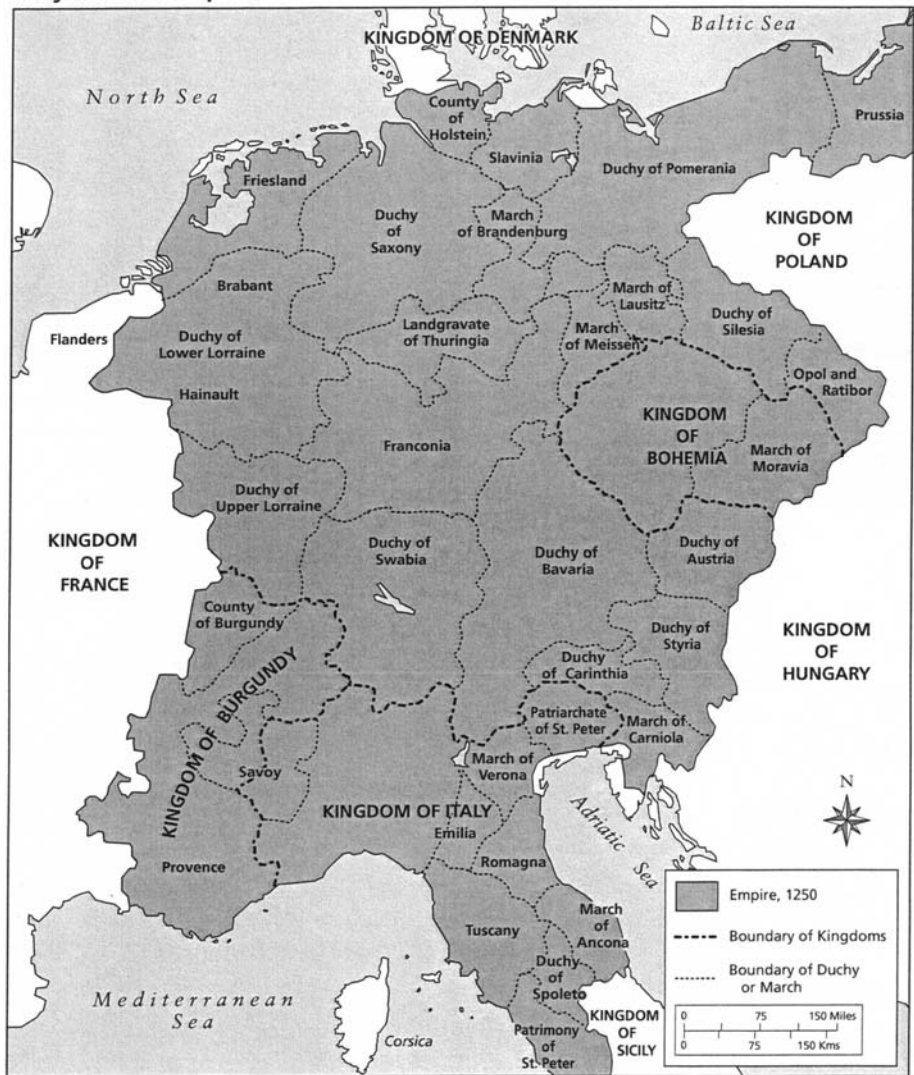 KINGDOM OF DENMARK
Baltic Sea
North Sea
County
of
Holstein
Prussia
Slavinia
Duchy of Pomerania
Friesland
Duchy
of
Saxony
March
of Brandenburg
KINGDOM
OF
POLAND
Brabant
March of
Lausitz
Duchy of
Silesia
Flanders
Duchy of
Lower Lorraine
Landgravate
of Thuringia
March
of Meissen
Hainault
Opol and
Ratibor
KINGDOM
OF
BOHEMIA
Franconia
March of
Moravia
Duchy of
Upper Lorraine
KINGDOM
OF
FRANCE
Duchy of
Swabia
Duchy of
Bavaria
Duchy of
Austria
County
of Burgundy
Duchy of
Styria
KINGDOM
OF
HUNGARY
KINGDOM OF BURGUNDY
Duchy
of Carinthia
Patriarchate
of St. Peter
March of
Carniola
March of
Verona
Savoy
KINGDOM OF ITALY
Emilia
Adriatic Sea
N
Romagna
Provence
Tuscany
March
of
Ancona
Duchy
of
Spoleto
Mediterranean
Sea
Corsica
Patrimony
of
St. Peter
KINGDOM
OF
SICILY
Empire, 1250
Boundary of Kingdoms
Boundary of Duchy
or March
0 75 150 Miles
0 75 150 Kms